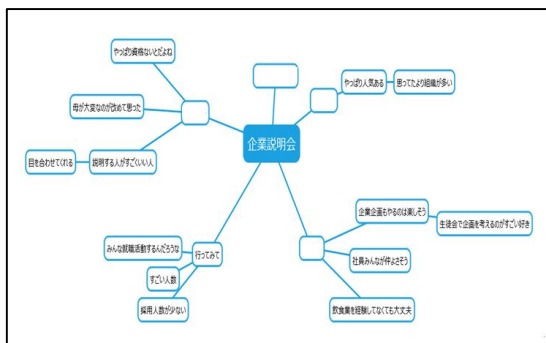 やっぱり資格ないとだよね
母が大変なのが改めて思った
目を合わせてくれる
説明する人がすごくいい人
やっぱり人気ある
思ってたより組織が多い
企業説明会
みんな就職活動するんだろうな
すごい人数
採用人数が少ない
行ってみて
企業企画もやるのは楽しそう
生徒会で企画を考えるのがすごい好き
社員みんなが仲よさそう
飲食業を経験してなくても大丈夫